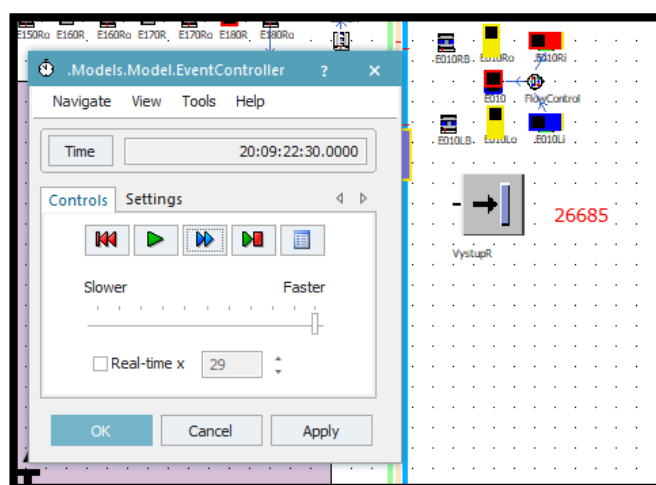 E150Ro E160R. E160Ro E170R. E170Ro E180R. E180Ro
.Models.Model.EventController ? ×
Navigate View Tools Help
Time 20:09:22:30.0000
Controls Settings
Slower Faster
Real-time x 29
OK Cancel Apply
E010RB. E010Ro .E010Ri
E010 FlowControl
E010LB. E010Lo .E010Li
26685
VystupR